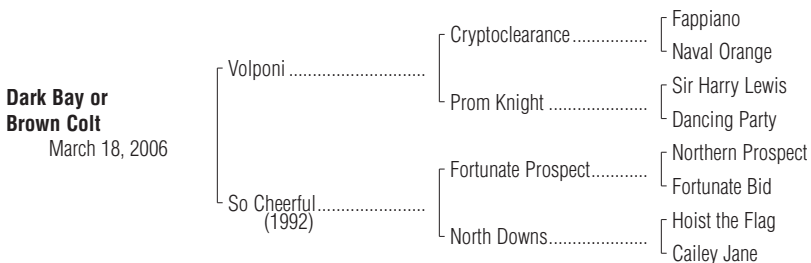 Fappiano
Cryptoclearance................
Naval Orange
Volponi ............................
Sir Harry Lewis
Prom Knight ....................
Dancing Party
Dark Bay or
Brown Colt
March 18, 2006
Northern Prospect
Fortunate Prospect............
Fortunate Bid
So Cheerful......................
(1992)
Hoist the Flag
North Downs.....................
Cailey Jane